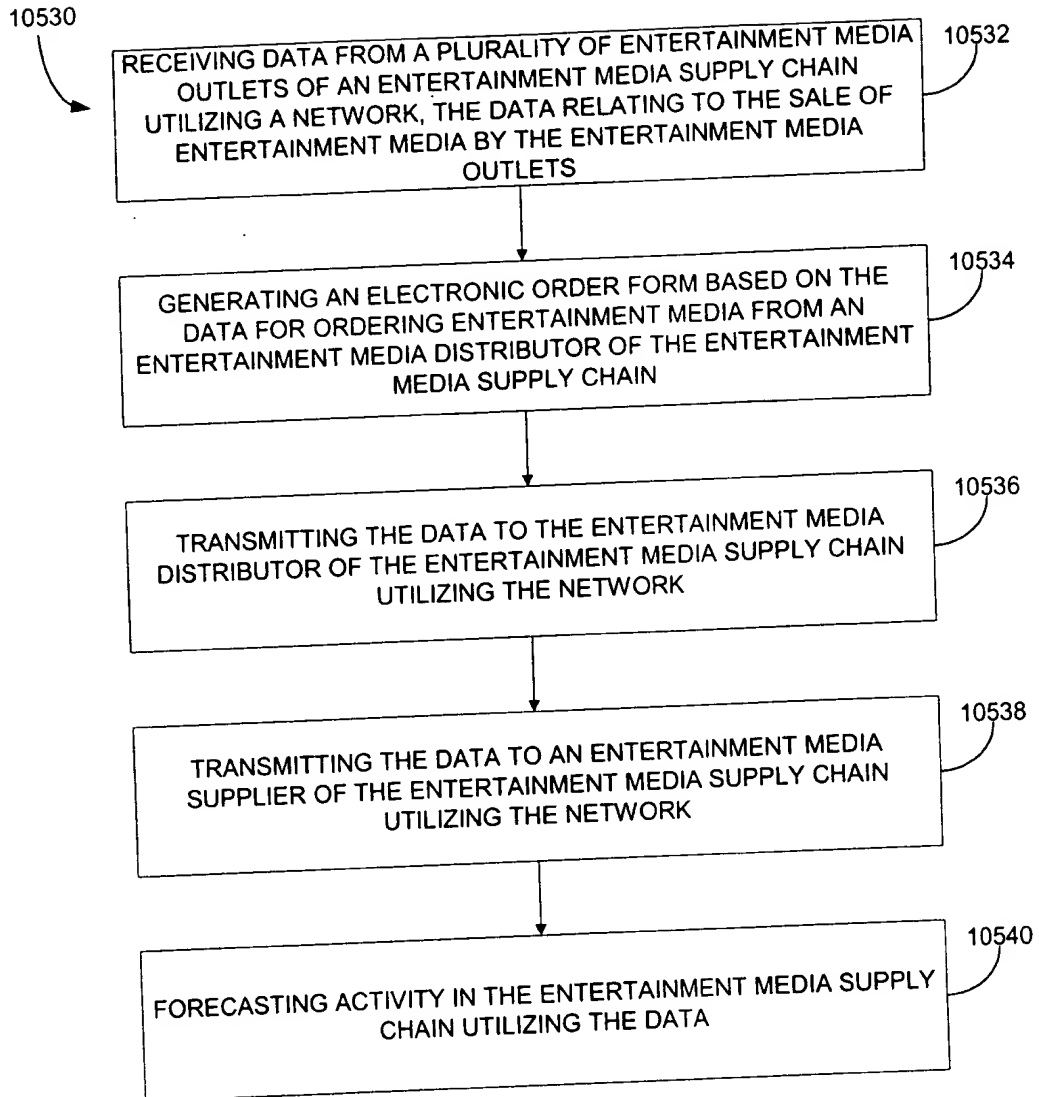 10530
RECEIVING DATA FROM A PLURALITY OF ENTERTAINMENT MEDIA
OUTLETS OF AN ENTERTAINMENT MEDIA SUPPLY CHAIN
UTILIZING A NETWORK, THE DATA RELATING TO THE SALE OF
ENTERTAINMENT MEDIA BY THE ENTERTAINMENT MEDIA
OUTLETS
10532
GENERATING AN ELECTRONIC ORDER FORM BASED ON THE
DATA FOR ORDERING ENTERTAINMENT MEDIA FROM AN
ENTERTAINMENT MEDIA DISTRIBUTOR OF THE ENTERTAINMENT
MEDIA SUPPLY CHAIN
10534
TRANSMITTING THE DATA TO THE ENTERTAINMENT MEDIA
DISTRIBUTOR OF THE ENTERTAINMENT MEDIA SUPPLY CHAIN
UTILIZING THE NETWORK
10536
TRANSMITTING THE DATA TO AN ENTERTAINMENT MEDIA
SUPPLIER OF THE ENTERTAINMENT MEDIA SUPPLY CHAIN
UTILIZING THE NETWORK
10538
FORECASTING ACTIVITY IN THE ENTERTAINMENT MEDIA SUPPLY
CHAIN UTILIZING THE DATA
10540